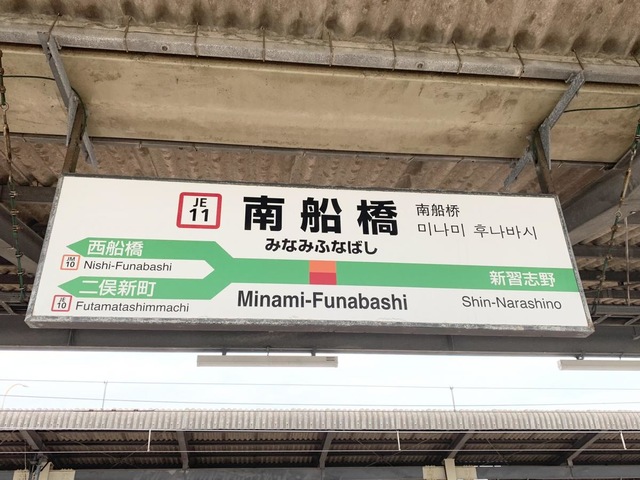 JE
11
南船橋
みなみふなばし
南船桥
미나미 후나바시
西船橋
JM
10
Nishi-Funabashi
二俣新町
JE
10
Futamatashimmachi
Minami-Funabashi
新習志野
Shin-Narashino